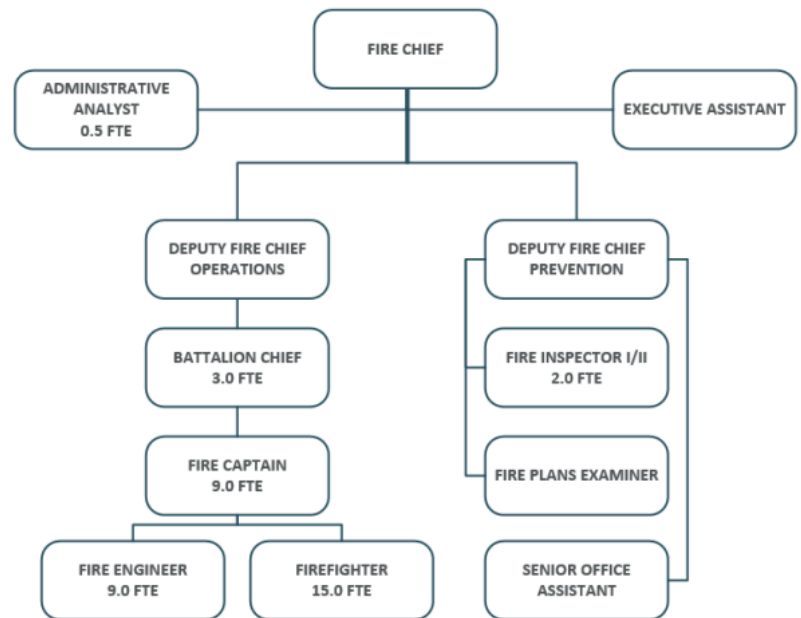 FIRE CHIEF
ADMINISTRATIVE
ANALYST
0.5 FTE
EXECUTIVE ASSISTANT
DEPUTY FIRE CHIEF
OPERATIONS
DEPUTY FIRE CHIEF
PREVENTION
BATTALION CHIEF
3.0 FTE
FIRE INSPECTOR I/II
2.0 FTE
FIRE CAPTAIN
9.0 FTE
FIRE PLANS EXAMINER
FIRE ENGINEER
9.0 FTE
FIREFIGHTER
15.0 FTE
SENIOR OFFICE
ASSISTANT